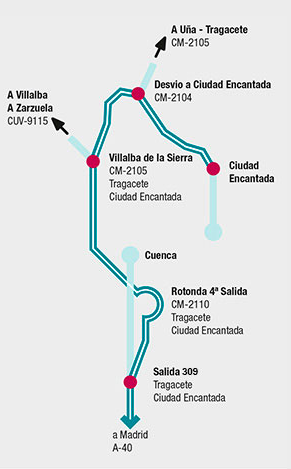 A Uña - Tragacete
CM-2105
Desvio a Ciudad Encantada
CM-2104
A Villalba
A Zarzuela
CUV-9115
Villalba de la Sierra
CM-2105
Tragacete
Ciudad Encantada
Ciudad
Encantada
Cuenca
Rotonda 4ª Salida
CM-2110
Tragacete
Ciudad Encantada
Salida 309
Tragacete
Ciudad Encantada
a Madrid
A-40